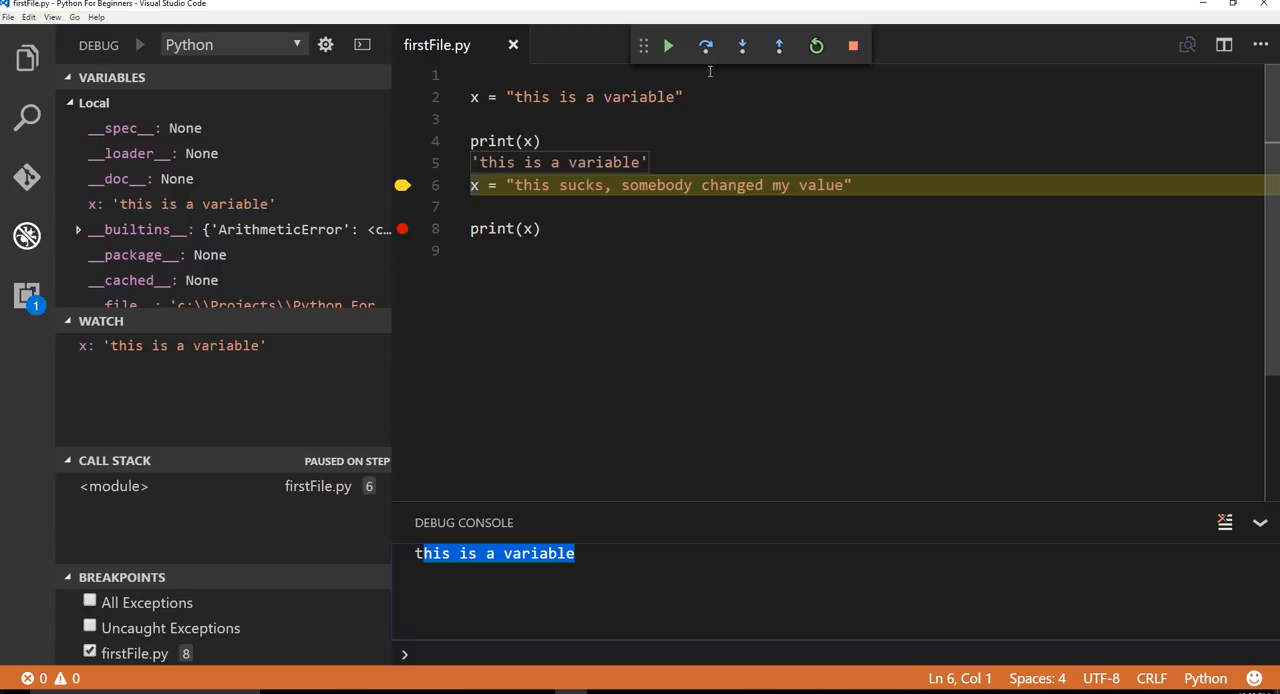 firstFile.py - Python For Beginners - Visual Studio Code
File Edit View Go Help
DEBUG Python
firstFile.py
VARIABLES
Local
__spec__: None
__loader__: None
__doc__: None
x: 'this is a variable'
__builtins__: {'ArithmeticError': <c…
__package__: None
__cached__: None
__file__: 'c:\\Projects\\Python For
WATCH
x: 'this is a variable'
CALL STACK PAUSED ON STEP
<module> firstFile.py 6
BREAKPOINTS
All Exceptions
Uncaught Exceptions
firstFile.py 8
1
2 x = "this is a variable"
3
4 print(x)
5 'this is a variable'
6 x = "this sucks, somebody changed my value"
7
8 print(x)
9
DEBUG CONSOLE
this is a variable
1
0 0 Ln 6, Col 1 Spaces: 4 UTF-8 CRLF Python